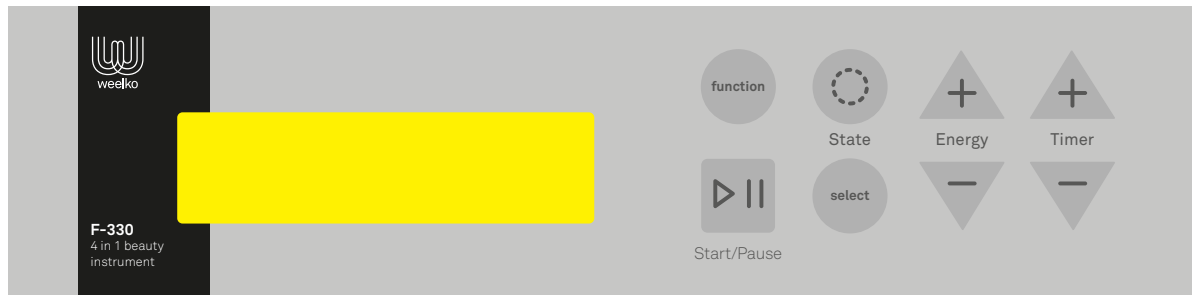 weelko
F-330
4 in 1 beauty
instrument
function
State
Energy
Timer
select
Start/Pause